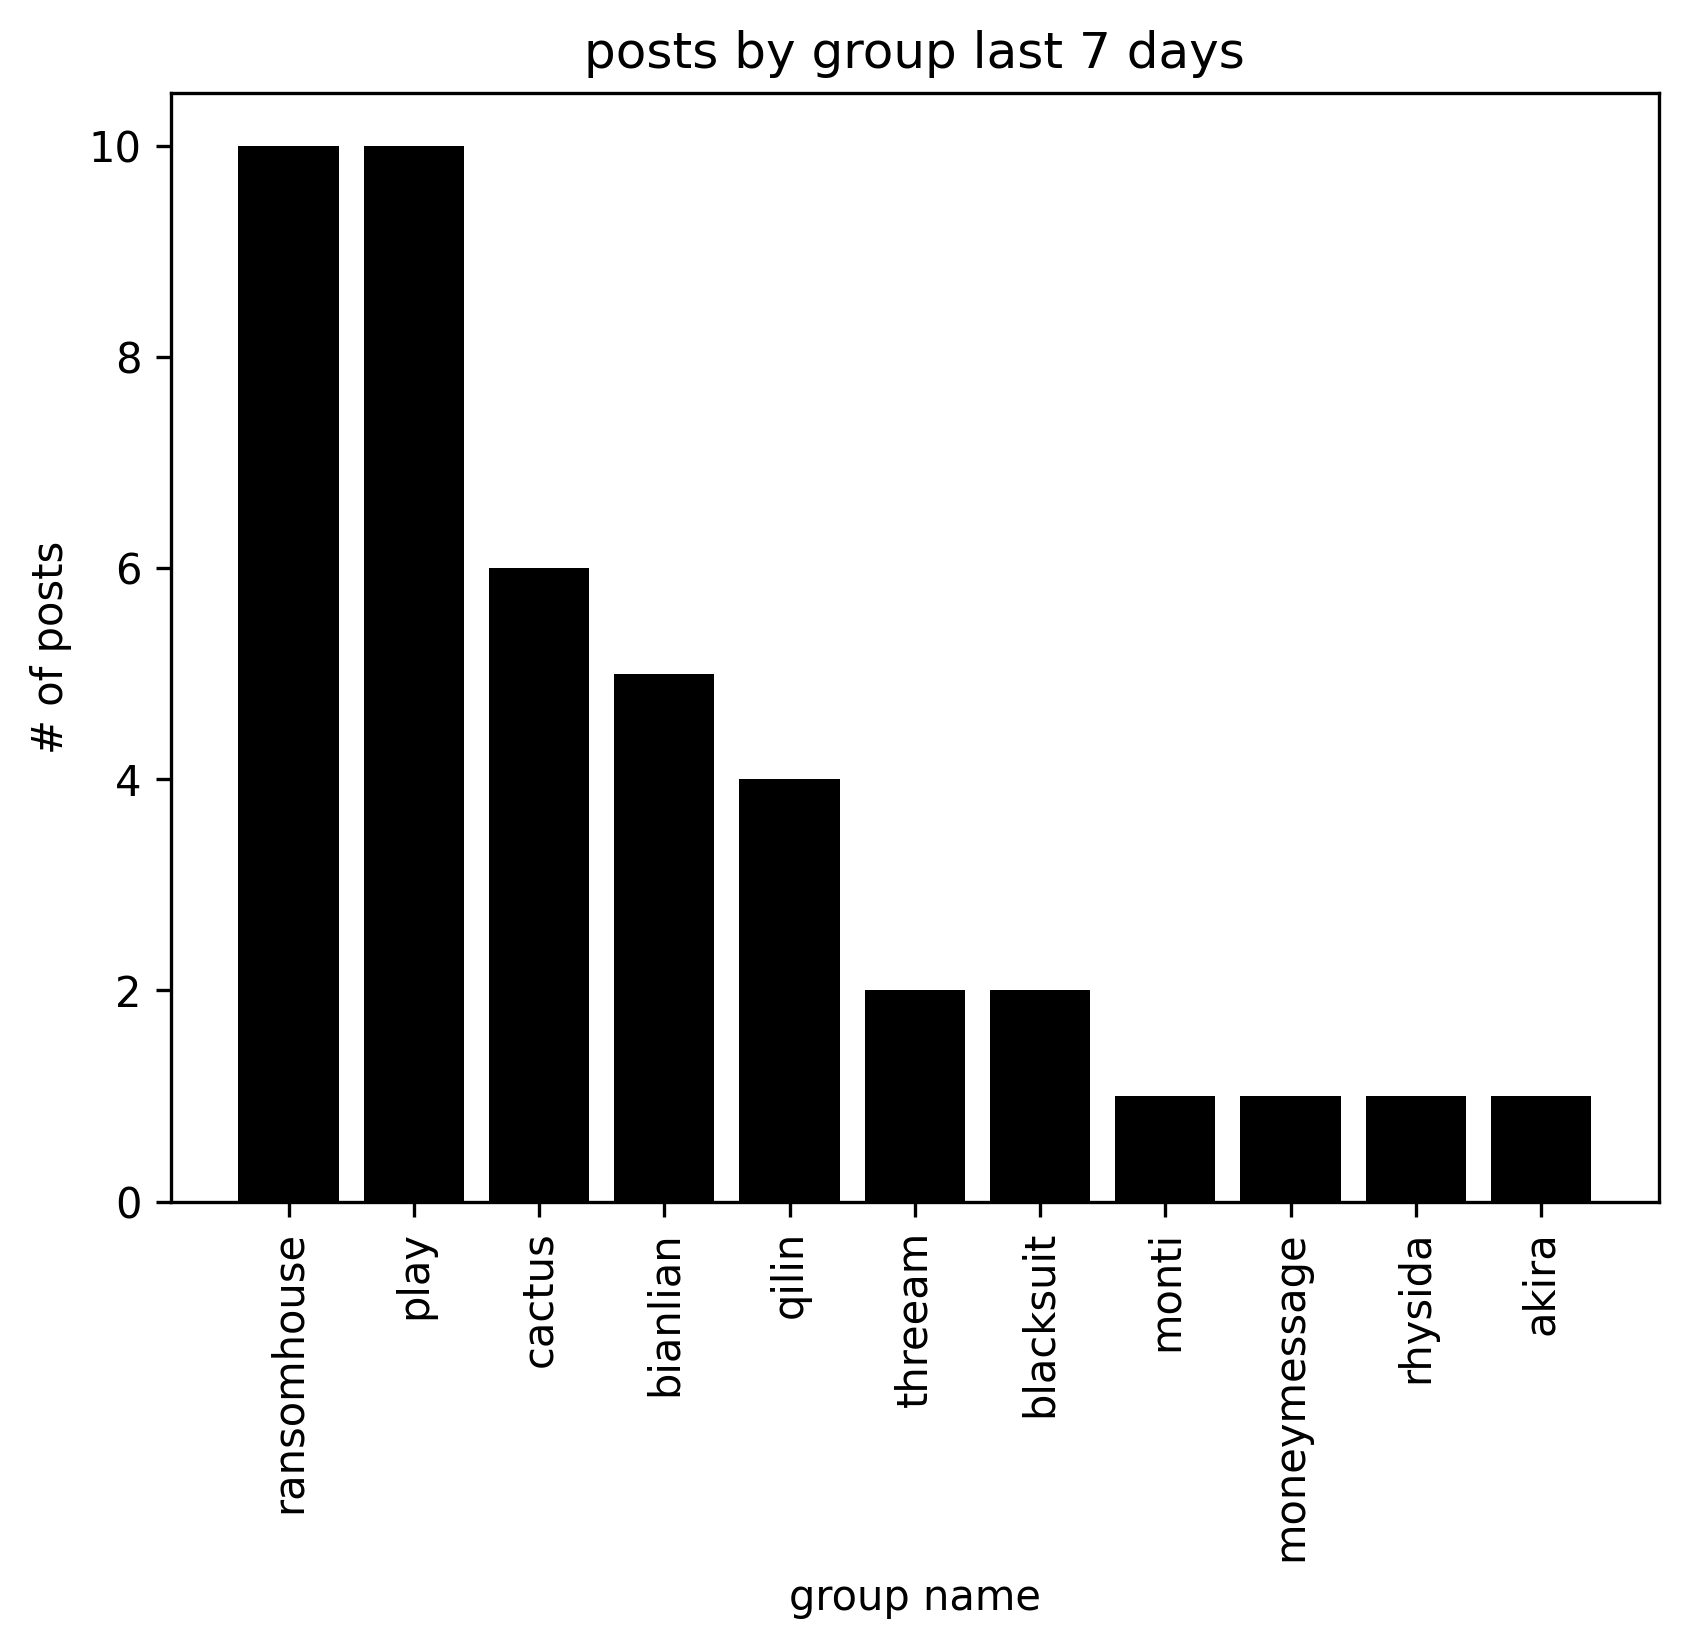 posts by group last 7 days
10
8
6
4
2
0
# of posts
ransomhouse
play
cactus
bianlian
qilin
threeam
blacksuit
monti
moneymessage
rhysida
akira
group name